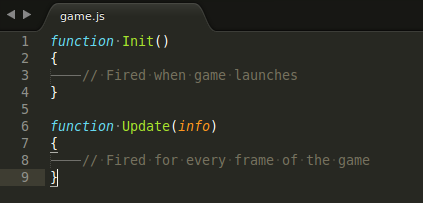 game.js
1 function Init()
2 {
3 // Fired when game launches
4 }
5
6 function Update(info)
7 {
8 // Fired for every frame of the game
9 }